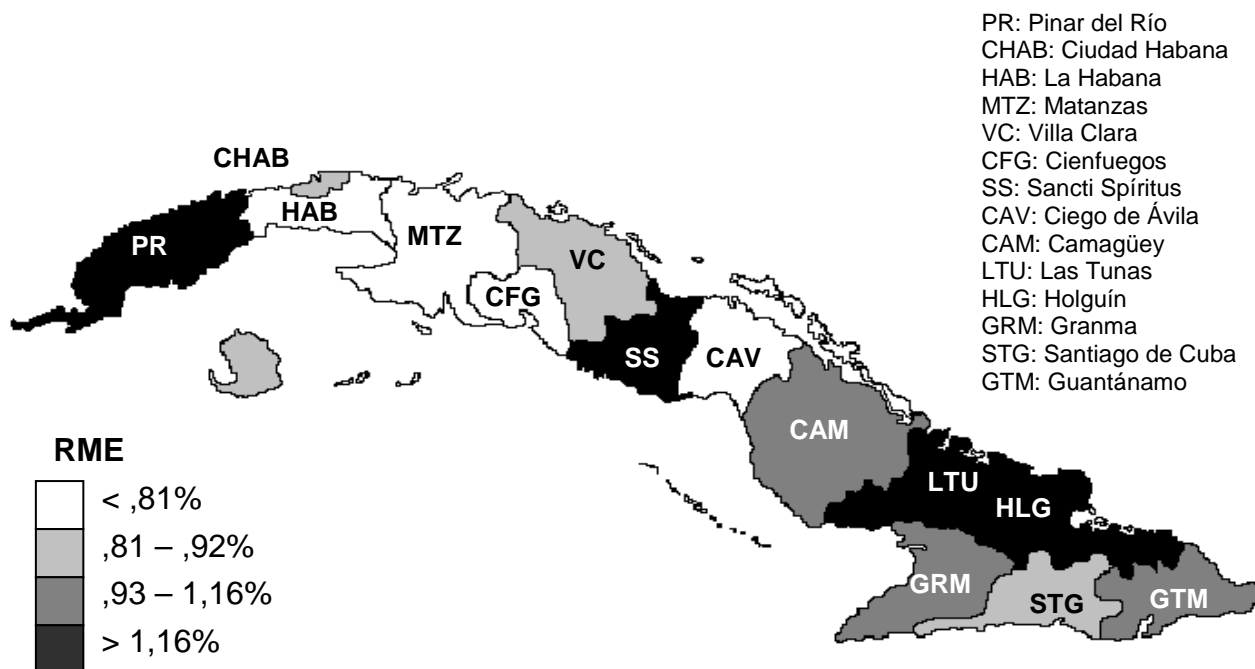 PR: Pinar del Río
CHAB: Ciudad Habana
HAB: La Habana
MTZ: Matanzas
VC: Villa Clara
CFG: Cienfuegos
SS: Sancti Spíritus
CAV: Ciego de Ávila
CAM: Camagüey
LTU: Las Tunas
HLG: Holguín
GRM: Granma
STG: Santiago de Cuba
GTM: Guantánamo
CHAB
HAB
PR
MTZ
VC
CFG
SS
CAV
CAM
LTU
HLG
GRM
STG
GTM
RME
< ,81%
,81 – ,92%
,93 – 1,16%
> 1,16%